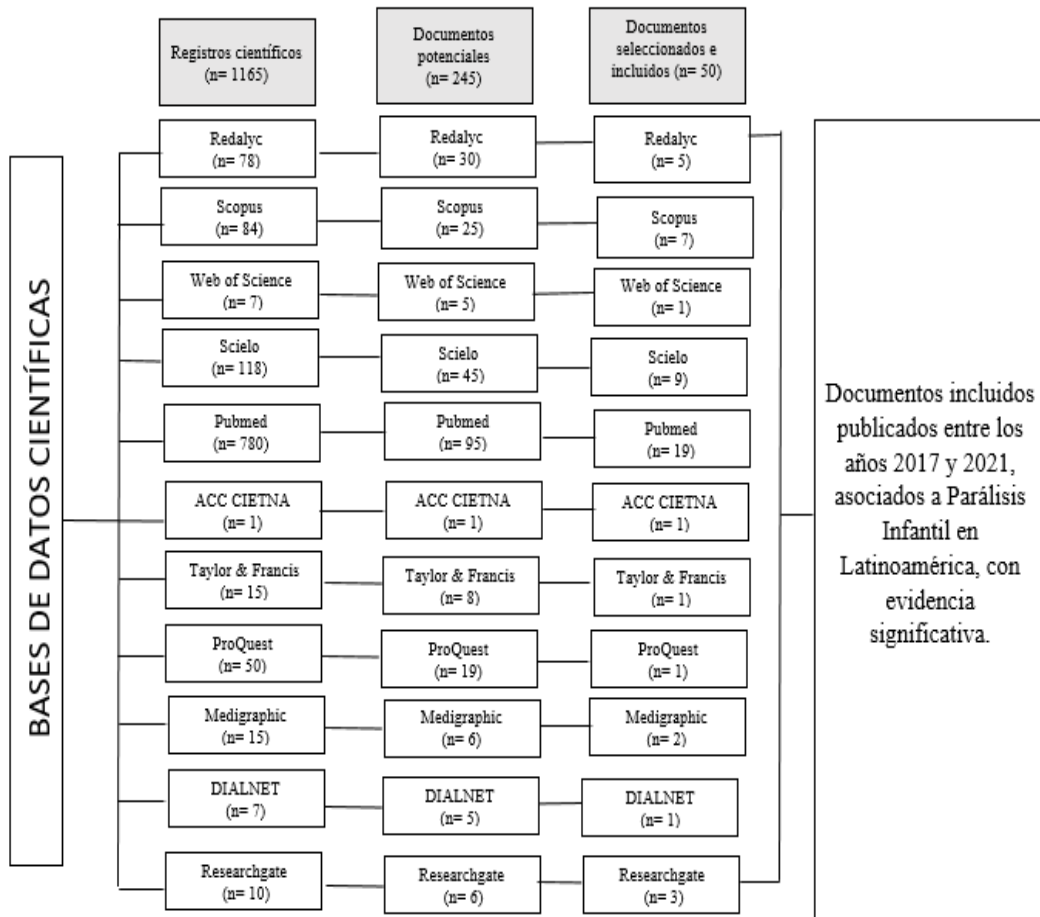 Registros científicos
(n= 1165)
Documentos
potenciales
(n= 245)
Documentos
seleccionados e
incluidos (n= 50)
BASES DE DATOS CIENTÍFICAS
Redalyc
(n= 78)
Redalyc
(n= 30)
Redalyc
(n= 5)
Scopus
(n= 84)
Scopus
(n= 25)
Scopus
(n= 7)
Web of Science
(n= 7)
Web of Science
(n= 5)
Web of Science
(n= 1)
Scielo
(n= 118)
Scielo
(n= 45)
Scielo
(n= 9)
Pubmed
(n= 780)
Pubmed
(n= 95)
Pubmed
(n= 19)
ACC CIETNA
(n= 1)
ACC CIETNA
(n= 1)
ACC CIETNA
(n= 1)
Taylor & Francis
(n= 15)
Taylor & Francis
(n= 8)
Taylor & Francis
(n= 1)
ProQuest
(n= 50)
ProQuest
(n= 19)
ProQuest
(n= 1)
Medigraphic
(n= 15)
Medigraphic
(n= 6)
Medigraphic
(n= 2)
DIALNET
(n= 7)
DIALNET
(n= 5)
DIALNET
(n= 1)
Researchgate
(n= 10)
Researchgate
(n= 6)
Researchgate
(n= 3)
Documentos incluidos
publicados entre los
años 2017 y 2021,
asociados a Parálisis
Infantil en
Latinoamérica, con
evidencia
significativa.